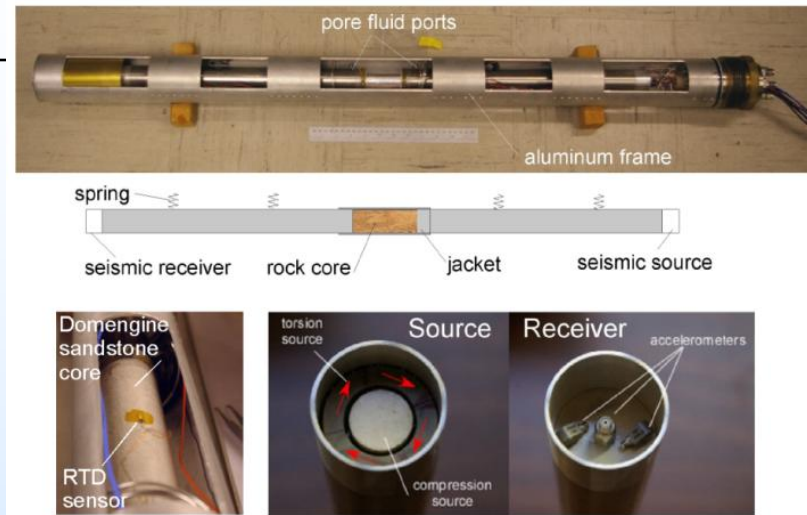 pore fluid ports
aluminum frame
spring
seismic receiver
rock core
jacket
seismic source
Domengine
sandstone
core
RTD
sensor
torsion
source
Source
compression
source
Receiver
accelerometers